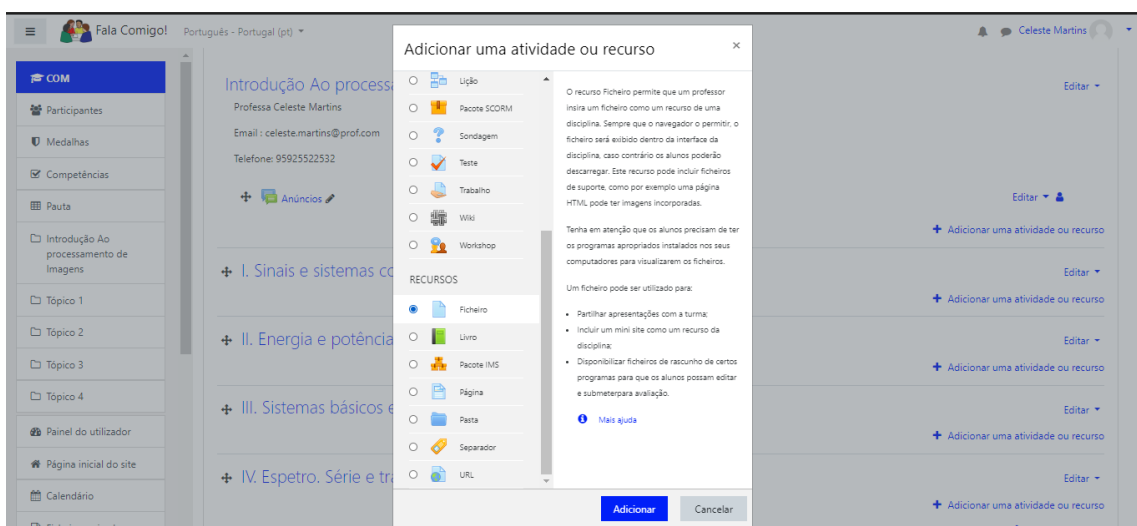 Fala Comigo!
Português - Portugal (pt)
Celeste Martins
COM
Participantes
Medalhas
Competências
Pauta
Introdução Ao
processamento de
Imagens
Tópico 1
Tópico 2
Tópico 3
Tópico 4
Painel do utilizador
Página inicial do site
Calendário
Introdução Ao
Editar
Professa Celeste Martins
Email : celeste.martins@prof.com
Telefone: 95925522532
Anúncios
Editar
Adicionar uma atividade ou recurso
I. Sinais e sistemas
Editar
Adicionar uma atividade ou recurso
II. Energia e potência
Editar
Adicionar uma atividade ou recurso
III. Sistemas básicos e
Editar
Adicionar uma atividade ou recurso
IV. Espetro. Série e
Editar
Adicionar uma atividade ou recurso
Adicionar uma atividade ou recurso
×
Lição
Pacote SCORM
Sondagem
Teste
Trabalho
Wiki
Workshop
RECURSOS
Ficheiro
Livro
Pacote IMS
Página
Pasta
Separador
URL
O recurso Ficheiro permite que um professor
insira um ficheiro como um recurso de uma
disciplina. Sempre que o navegador o permitir, o
ficheiro será exibido dentro da interface da
disciplina, caso contrário os alunos poderão
descarregar. Este recurso pode incluir ficheiros
de suporte, como por exemplo uma página
HTML pode ter imagens incorporadas.
Tenha em atenção que os alunos precisam de ter
os programas apropriados instalados nos seus
computadores para visualizarem os ficheiros.
Um ficheiro pode ser utilizado para:
Partilhar apresentações com a turma;
Incluir um mini site como um recurso da
disciplina;
Disponibilizar ficheiros de rascunho de certos
programas para que os alunos possam editar
e submeterpara avaliação.
Mais ajuda
Adicionar
Cancelar